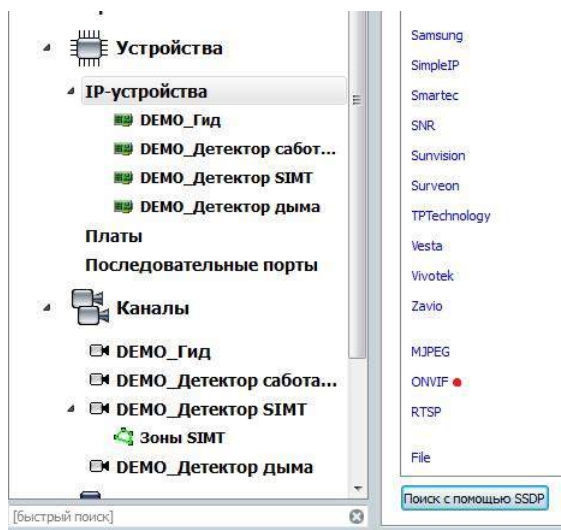 Устройства
IP-устройства
DEMO_Гид
DEMO_Детектор сабот...
DEMO_Детектор SIMT
DEMO_Детектор дыма
Платы
Последовательные порты
Каналы
DEMO_Гид
DEMO_Детектор сабота...
DEMO_Детектор SIMT
Зоны SIMT
DEMO_Детектор дыма
[быстрый поиск]
Samsung
SimpleIP
Smartec
SNR
Sunvision
Surveon
TPTechnology
Vesta
Vivotek
Zavio
MJPEG
ONVIF
RTSP
File
Поиск с помощью SSDP